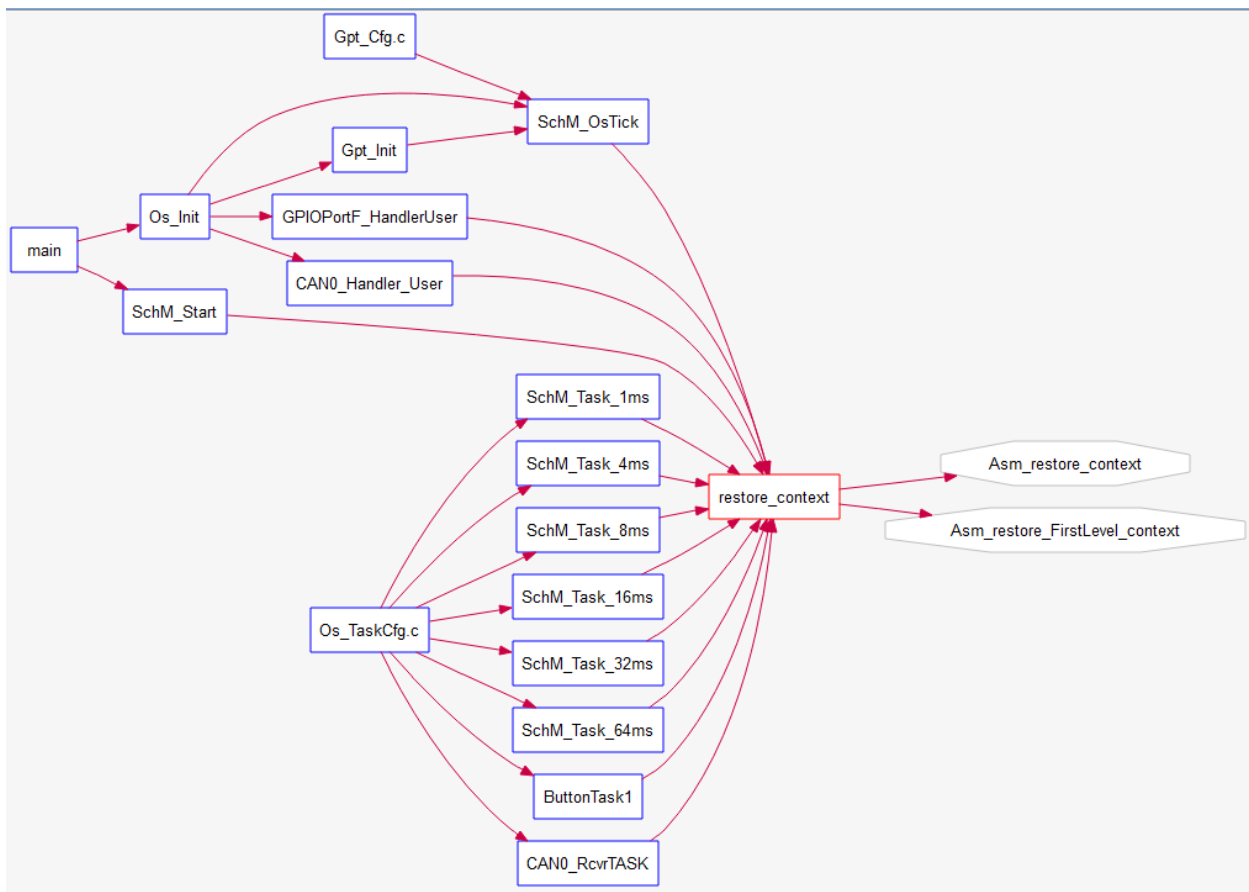 Gpt_Cfg.c
SchM_OsTick
Gpt_Init
Os_Init
GPIOPortF_HandlerUser
main
CAN0_Handler_User
SchM_Start
SchM_Task_1ms
SchM_Task_4ms
Asm_restore_context
restore_context
SchM_Task_8ms
Asm_restore_FirstLevel_context
SchM_Task_16ms
Os_TaskCfg.c
SchM_Task_32ms
SchM_Task_64ms
ButtonTask1
CAN0_RcvrTASK